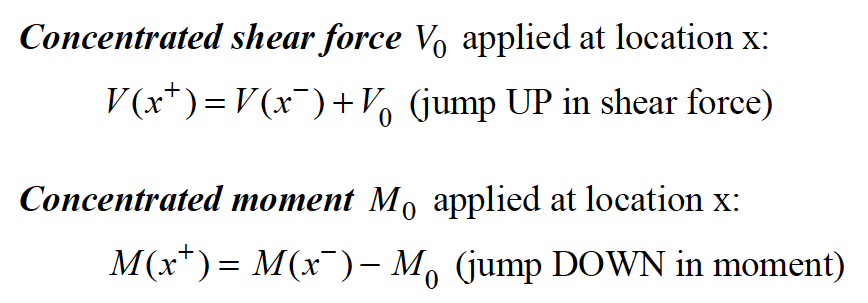 Concentrated shear force V₀ applied at location x:
V(x⁺) = V(x⁻) + V₀ (jump UP in shear force)
Concentrated moment M₀ applied at location x:
M(x⁺) = M(x⁻) − M₀ (jump DOWN in moment)